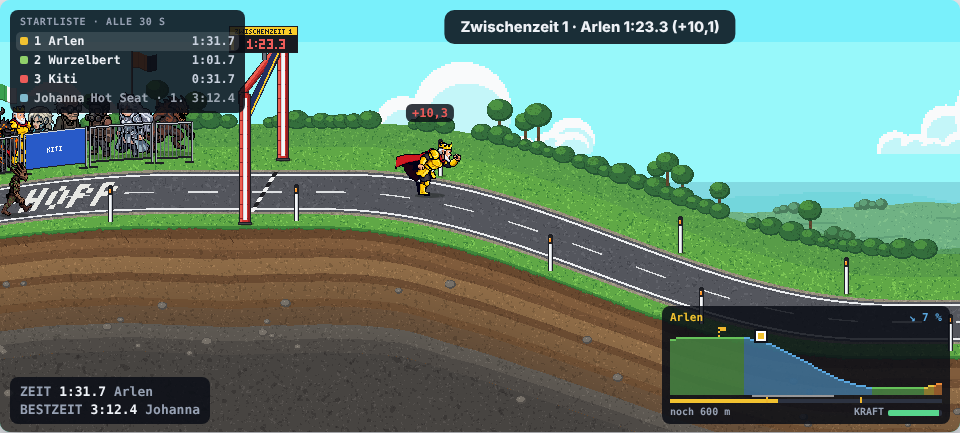 STARTLISTE · ALLE 30 S
1 Arlen 1:31.7
2 Wurzelbert 1:01.7
3 Kiti 0:31.7
Johanna Hot Seat · 1. 3:12.4
ZWISCHENZEIT 1
1:23.3
Zwischenzeit 1 · Arlen 1:23.3 (+10,1)
+10,3
KITI
HOPP
Arlen ↘ 7 %
noch 600 m KRAFT
ZEIT 1:31.7 Arlen
BESTZEIT 3:12.4 Johanna